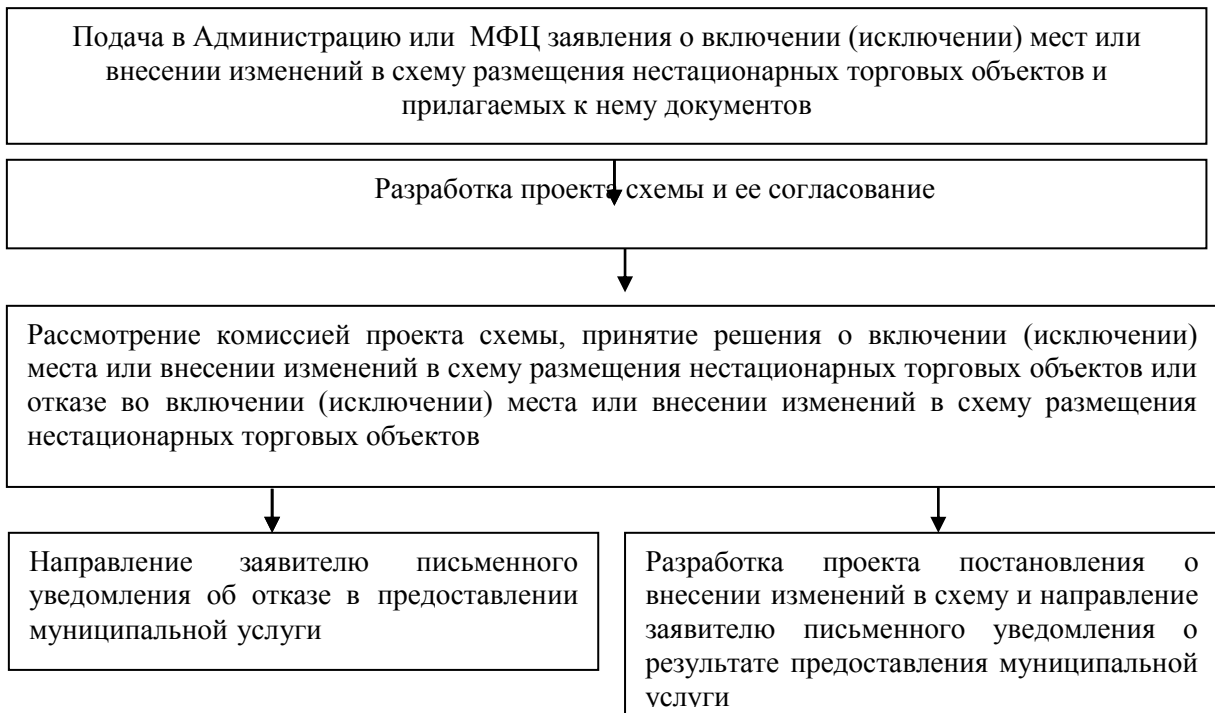 Подача в Администрацию или МФЦ заявления о включении (исключении) мест или
внесении изменений в схему размещения нестационарных торговых объектов и
прилагаемых к нему документов
Разработка проекта схемы и ее согласование
Рассмотрение комиссией проекта схемы, принятие решения о включении (исключении)
места или внесении изменений в схему размещения нестационарных торговых объектов или
отказе во включении (исключении) места или внесении изменений в схему размещения
нестационарных торговых объектов
Направление заявителю письменного
уведомления об отказе в предоставлении
муниципальной услуги
Разработка проекта постановления о
внесении изменений в схему и направление
заявителю письменного уведомления о
результате предоставления муниципальной
услуги